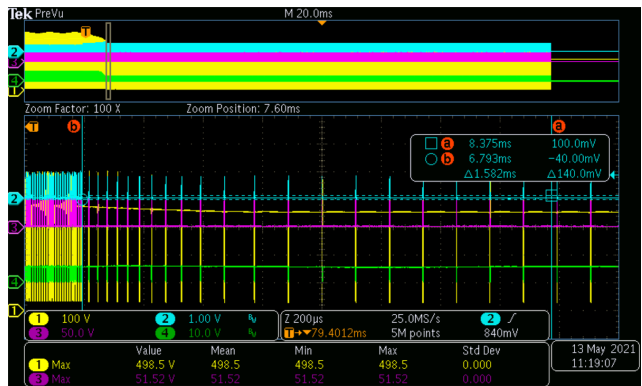 Tek PreVu M 20.0ms
T
2
3
4
1
Zoom Factor: 100 X Zoom Position: 7.60ms
T b a
a 8.375ms 100.0mV
b 6.793ms −40.00mV
Δ1.582ms Δ140.0mV
2
3
4
1
1 100 V 2 1.00 V BW Z 200µs 25.0MS/s 2 840mV
3 50.0 V 4 10.0 V BW T→▼79.4012ms 5M points
Value Mean Min Max Std Dev
1 Max 498.5 V 498.5 498.5 498.5 0.000
3 Max 51.52 V 51.52 51.52 51.52 0.000
13 May 2021
11:19:07